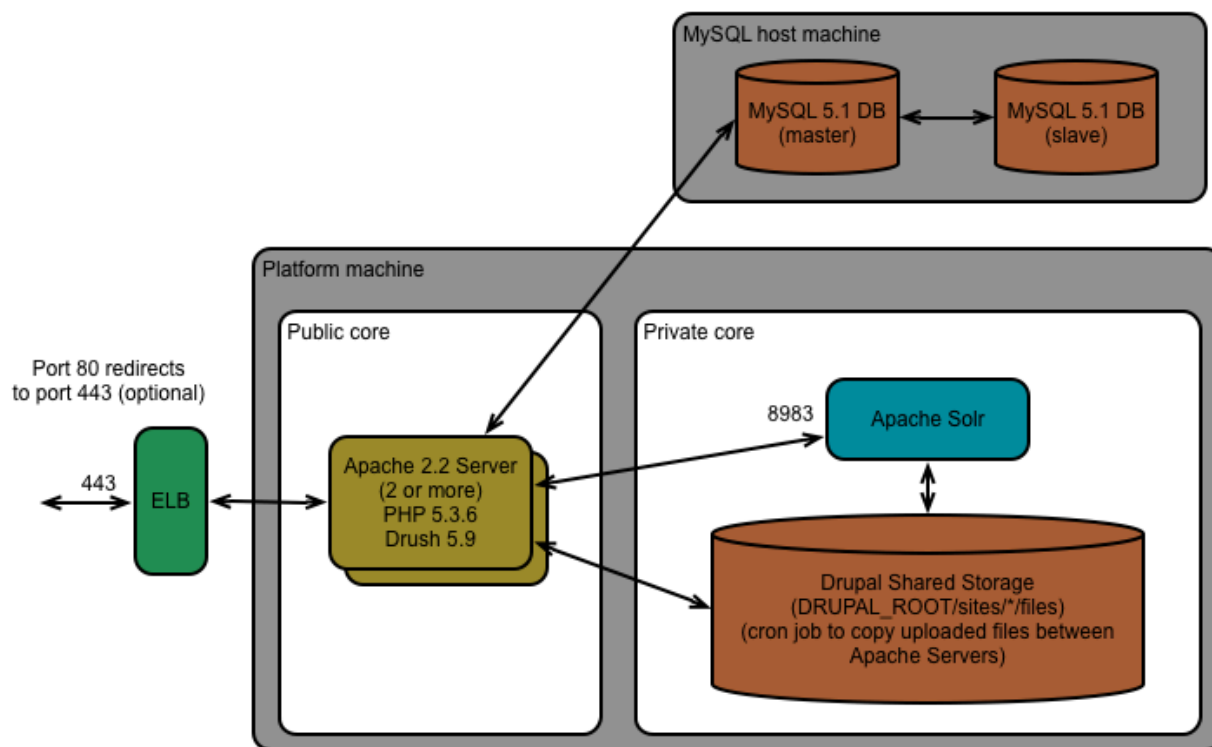 MySQL host machine
MySQL 5.1 DB
(master)
MySQL 5.1 DB
(slave)
Platform machine
Public core
Private core
Port 80 redirects
to port 443 (optional)
443
ELB
Apache 2.2 Server
(2 or more)
PHP 5.3.6
Drush 5.9
8983
Apache Solr
Drupal Shared Storage
(DRUPAL_ROOT/sites/*/files)
(cron job to copy uploaded files between
Apache Servers)